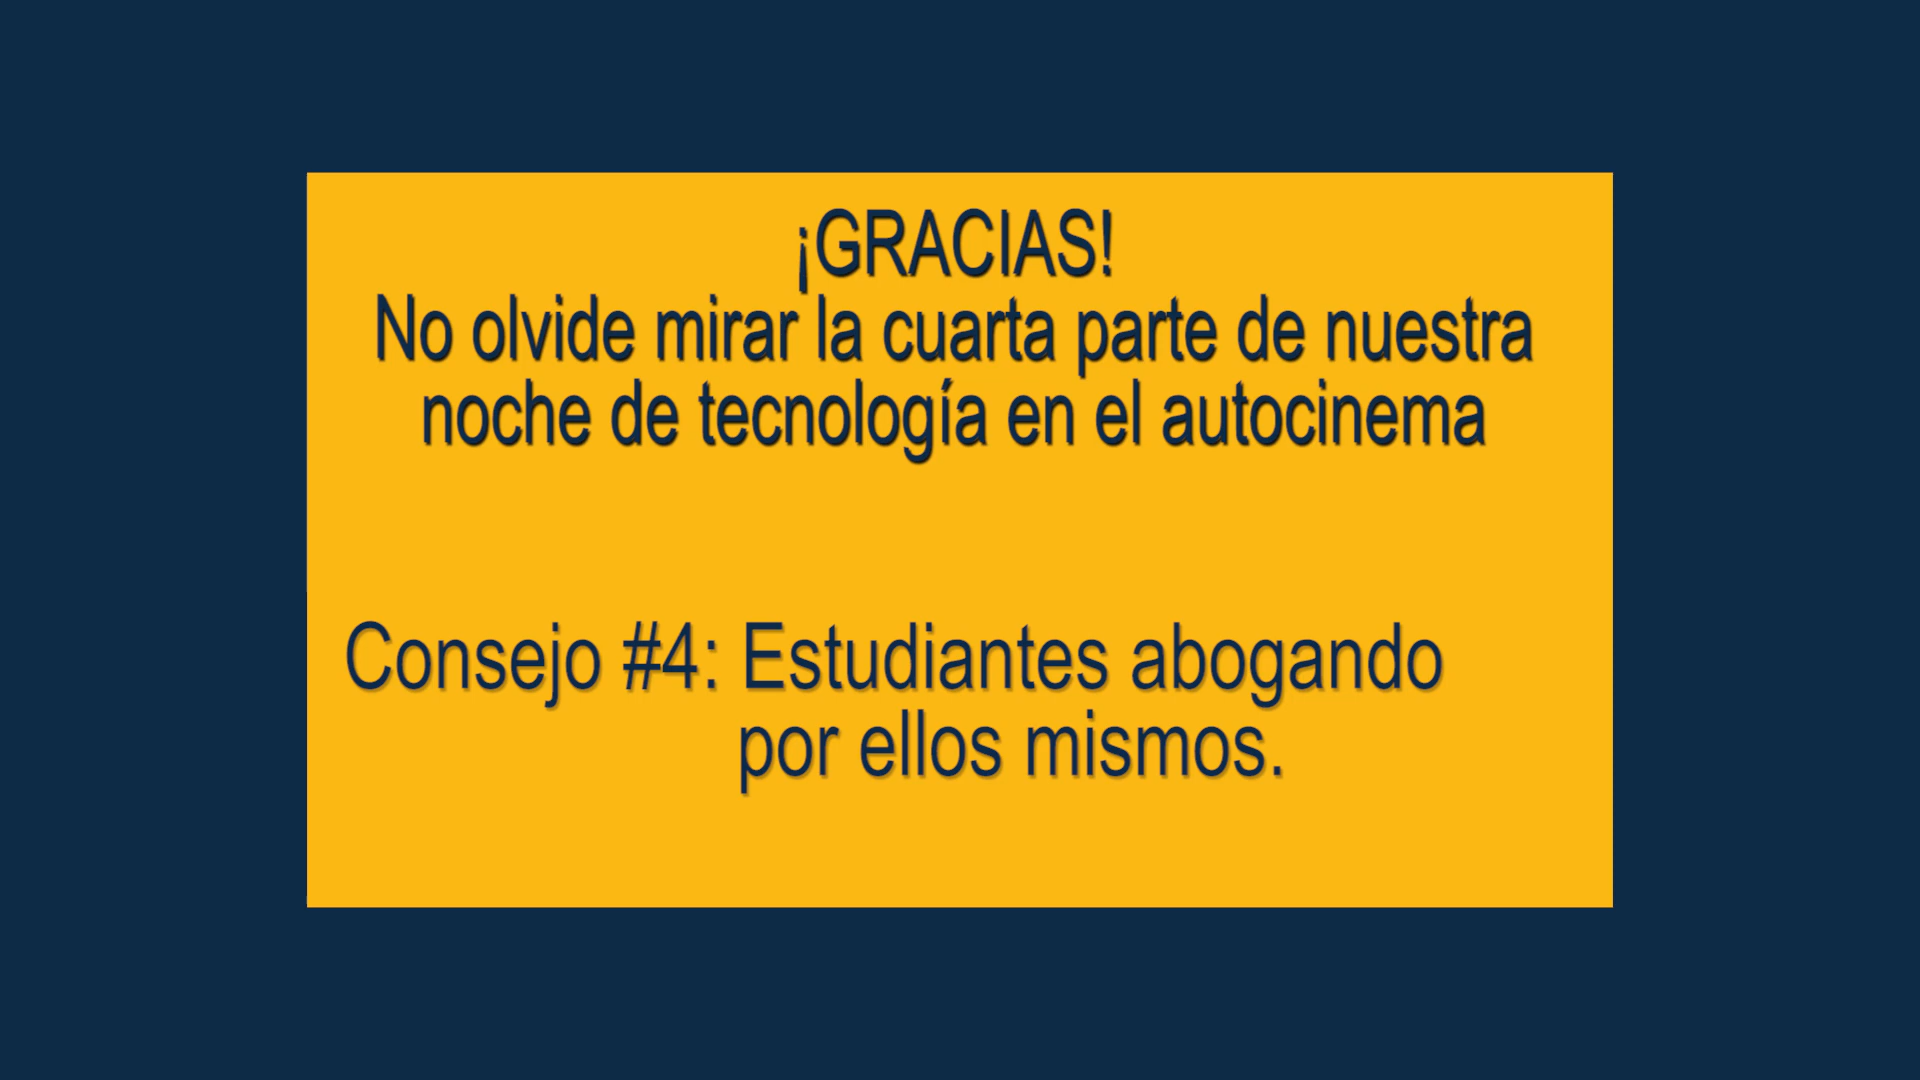 ¡GRACIAS!
No olvide mirar la cuarta parte de nuestra
noche de tecnología en el autocinema
Consejo #4: Estudiantes abogando
por ellos mismos.